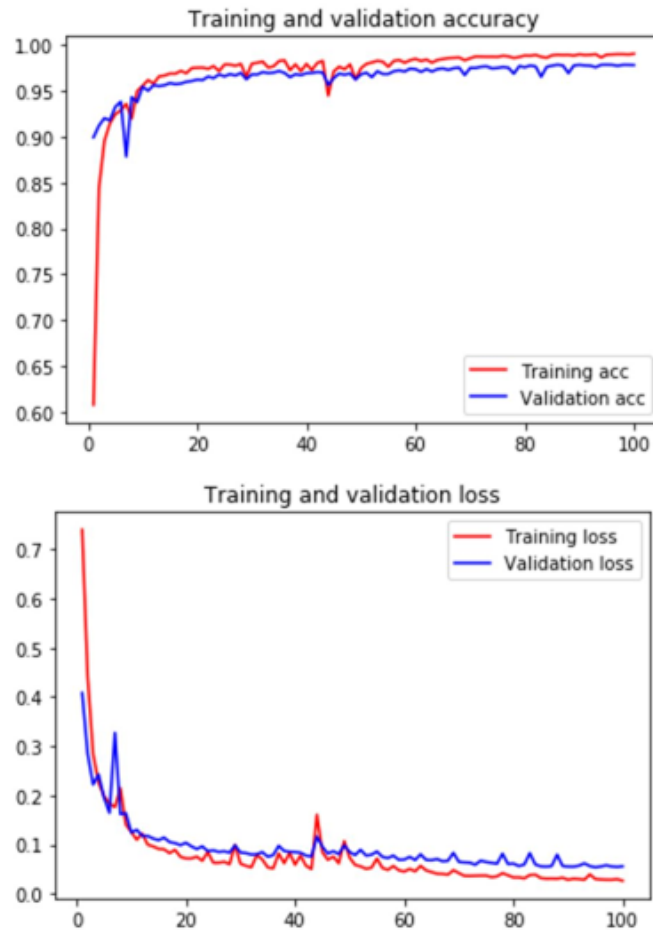 Training and validation accuracy
1.00
0.95
0.90
0.85
0.80
0.75
0.70
0.65
0.60
Training acc
Validation acc
0 20 40 60 80 100
Training and validation loss
0.7
0.6
0.5
0.4
0.3
0.2
0.1
0.0
Training loss
Validation loss
0 20 40 60 80 100